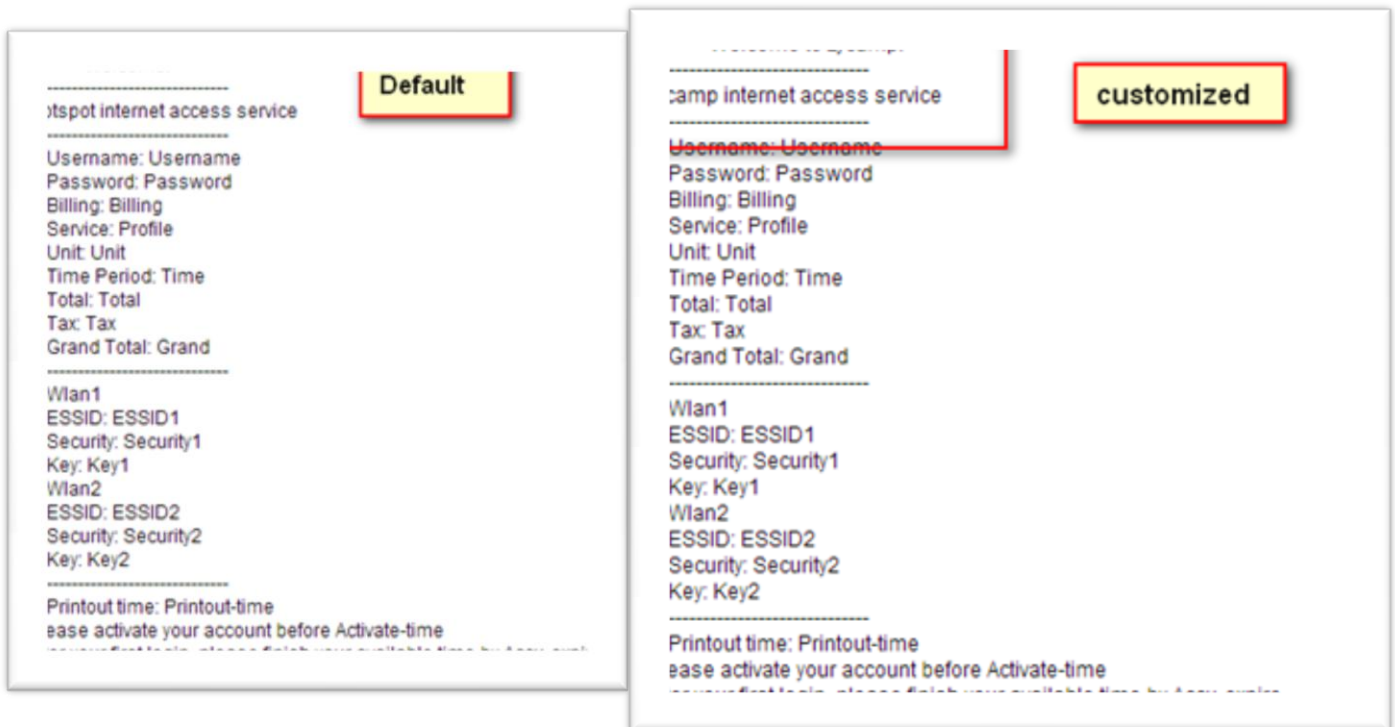 Default
-----------------------------
otspot internet access service
-----------------------------
Username: Username
Password: Password
Billing: Billing
Service: Profile
Unit: Unit
Time Period: Time
Total: Total
Tax: Tax
Grand Total: Grand
-----------------------------
Wlan1
ESSID: ESSID1
Security: Security1
Key: Key1
Wlan2
ESSID: ESSID2
Security: Security2
Key: Key2
-----------------------------
Printout time: Printout-time
ease activate your account before Activate-time
customized
-----------------------------
camp internet access service
-----------------------------
Username: Username
Password: Password
Billing: Billing
Service: Profile
Unit: Unit
Time Period: Time
Total: Total
Tax: Tax
Grand Total: Grand
-----------------------------
Wlan1
ESSID: ESSID1
Security: Security1
Key: Key1
Wlan2
ESSID: ESSID2
Security: Security2
Key: Key2
-----------------------------
Printout time: Printout-time
ease activate your account before Activate-time